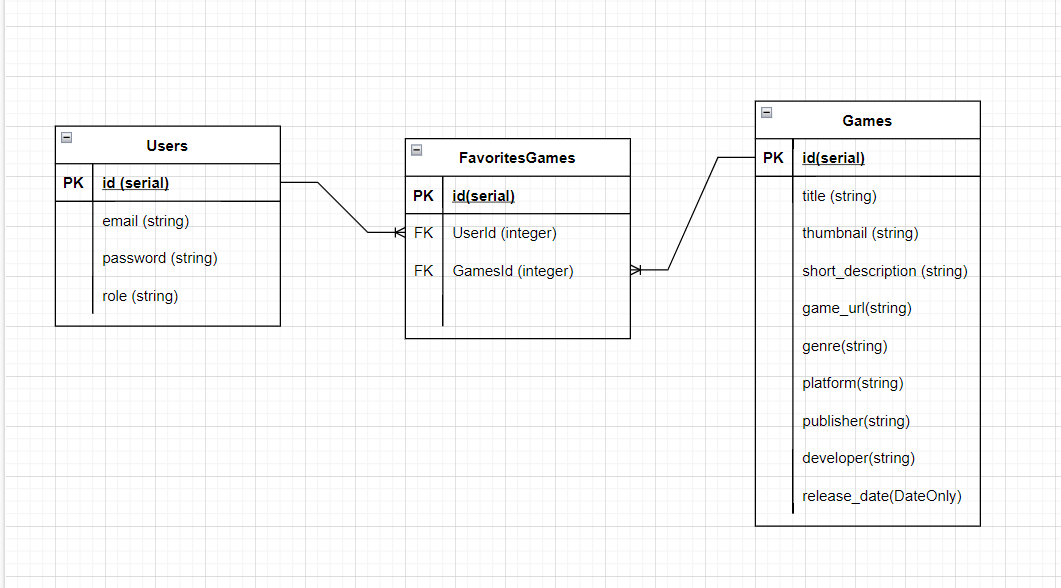 Users
PK id (serial)
email (string)
password (string)
role (string)
FavoritesGames
PK id(serial)
FK UserId (integer)
FK GamesId (integer)
Games
PK id(serial)
title (string)
thumbnail (string)
short_description (string)
game_url(string)
genre(string)
platform(string)
publisher(string)
developer(string)
release_date(DateOnly)